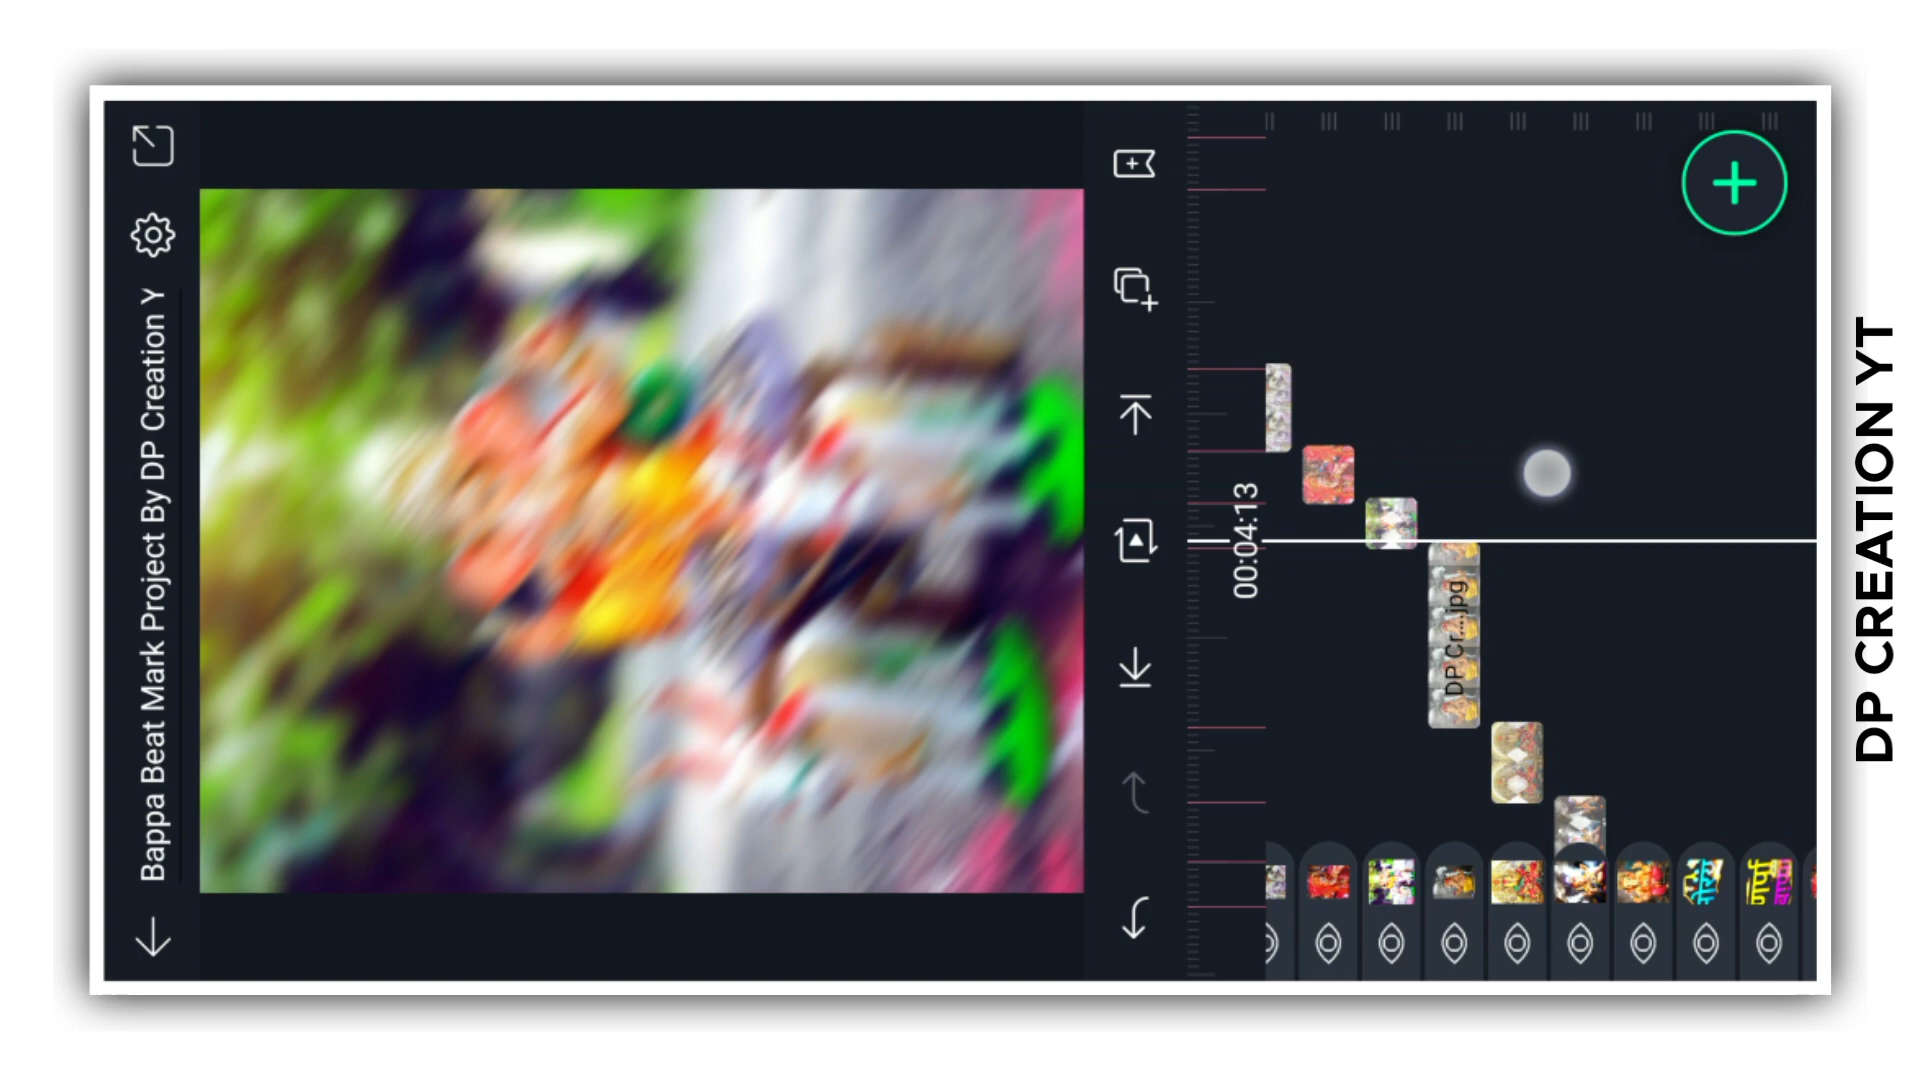 Bappa Beat Mark Project By DP Creation Y
00:04:13
DP Cr....jpg
DP CREATION YT